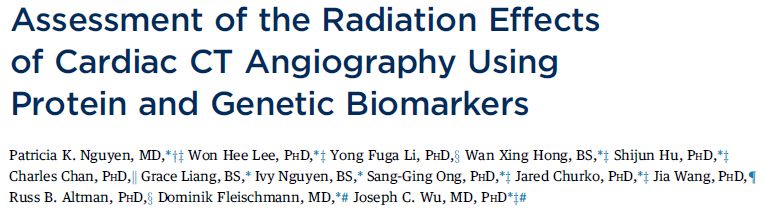 Assessment of the Radiation Effects
of Cardiac CT Angiography Using
Protein and Genetic Biomarkers
Patricia K. Nguyen, MD,*†‡ Won Hee Lee, PHD,*‡ Yong Fuga Li, PHD,§ Wan Xing Hong, BS,*‡ Shijun Hu, PHD,*‡
Charles Chan, PHD,‖ Grace Liang, BS,* Ivy Nguyen, BS,* Sang-Ging Ong, PHD,*‡ Jared Churko, PHD,*‡ Jia Wang, PHD,¶
Russ B. Altman, PHD,§ Dominik Fleischmann, MD,*# Joseph C. Wu, MD, PHD*‡#